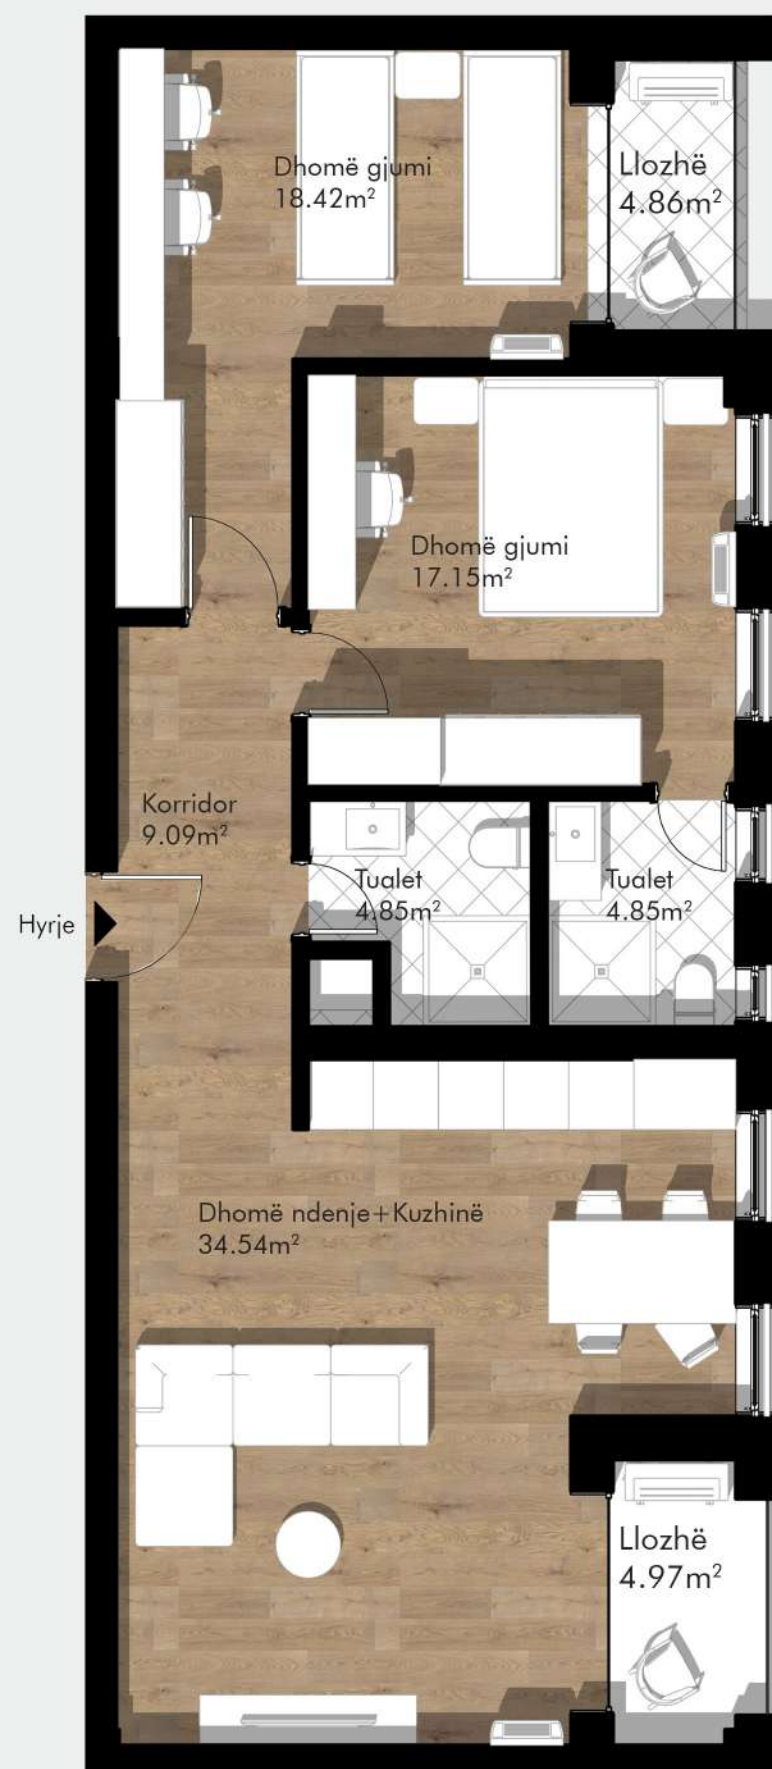 Dhomë gjumi
18.42m²
Llozhë
4.86m²
Dhomë gjumi
17.15m²
Korridor
9.09m²
Tualet
4.85m²
Tualet
4.85m²
Hyrje
Dhomë ndenje+Kuzhinë
34.54m²
Llozhë
4.97m²